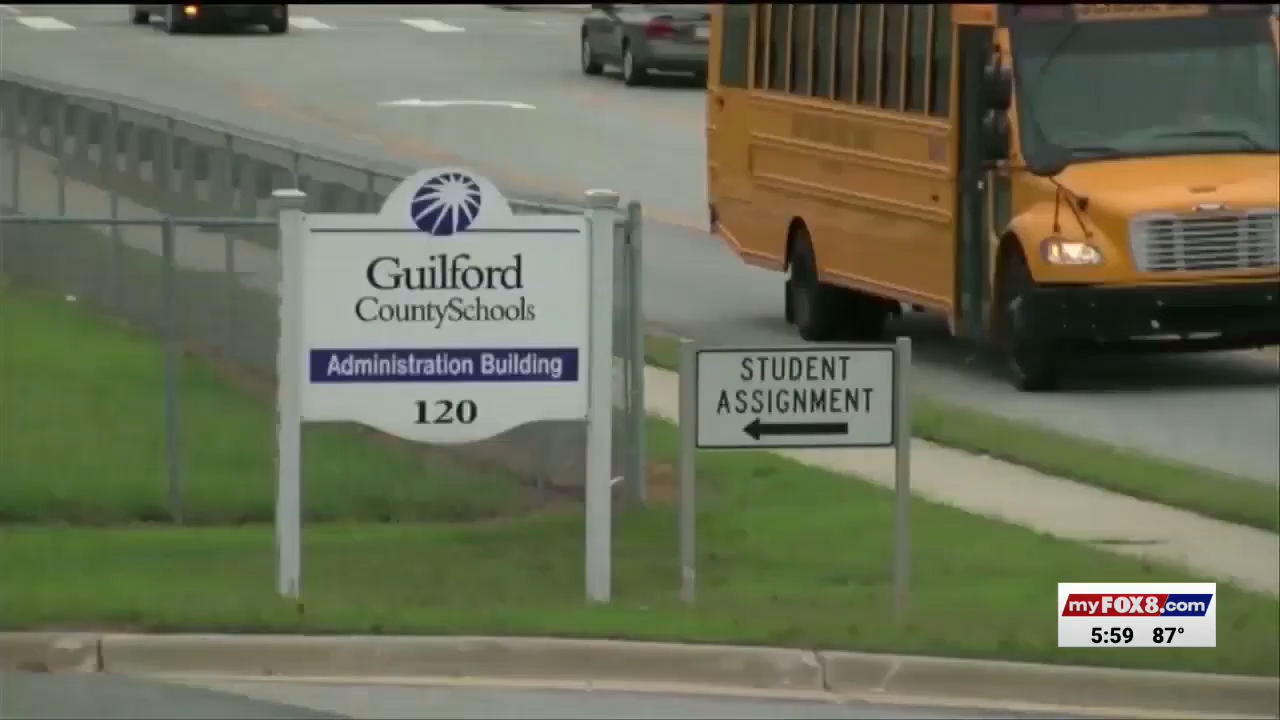 Guilford
CountySchools
Administration Building
120
STUDENT
ASSIGNMENT
myFOX8.com
5:59 87°